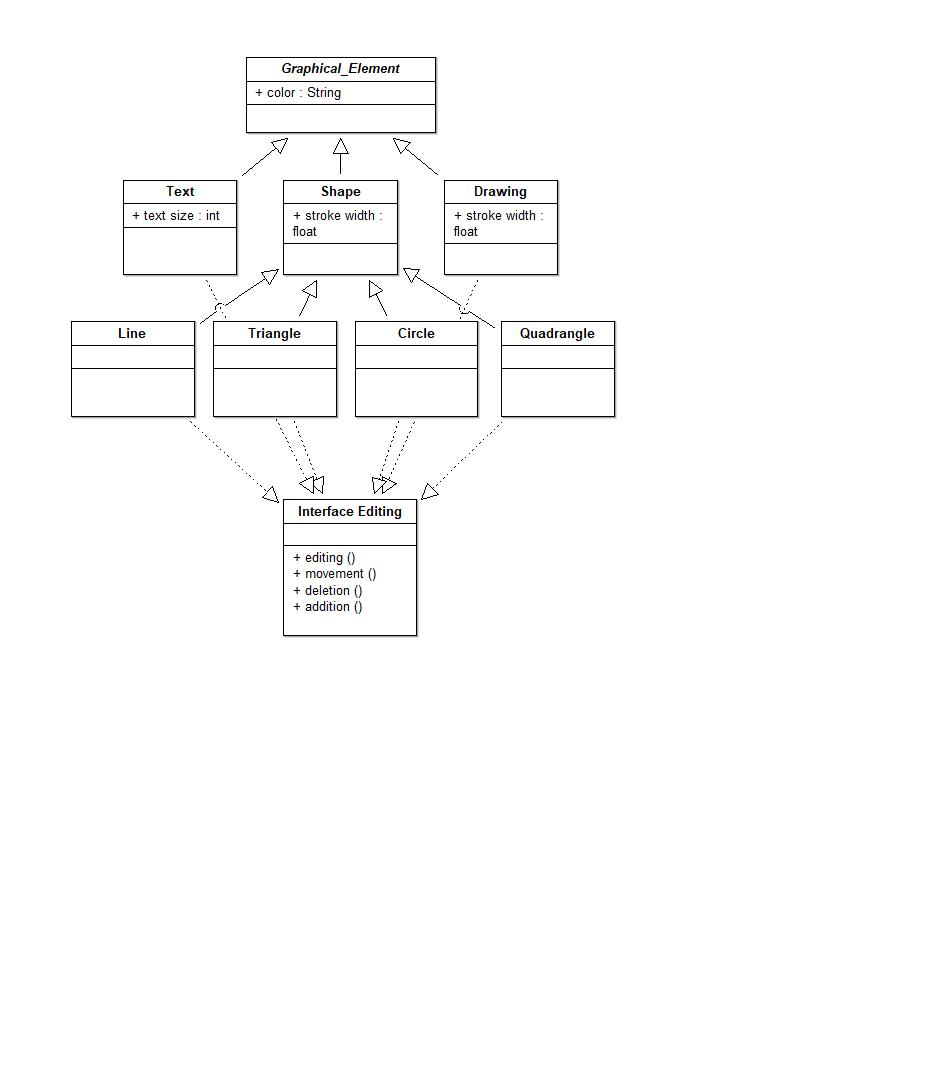 Graphical_Element
+ color : String
Text
+ text size : int
Shape
+ stroke width :
float
Drawing
+ stroke width :
float
Line
Triangle
Circle
Quadrangle
Interface Editing
+ editing ()
+ movement ()
+ deletion ()
+ addition ()